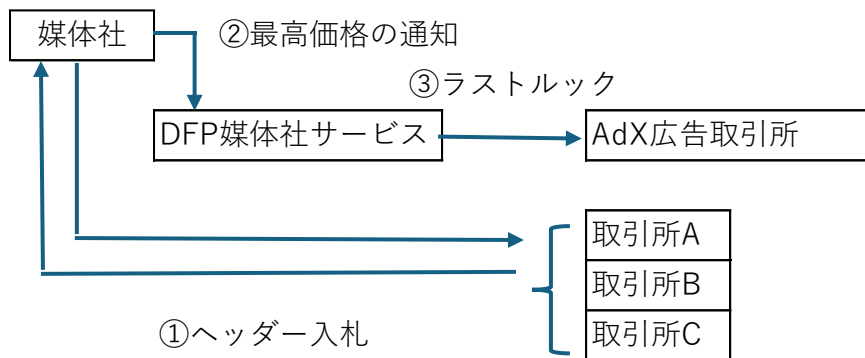 媒体社
②最高価格の通知
③ラストルック
DFP媒体社サービス
AdX広告取引所
取引所A
取引所B
取引所C
①ヘッダー入札